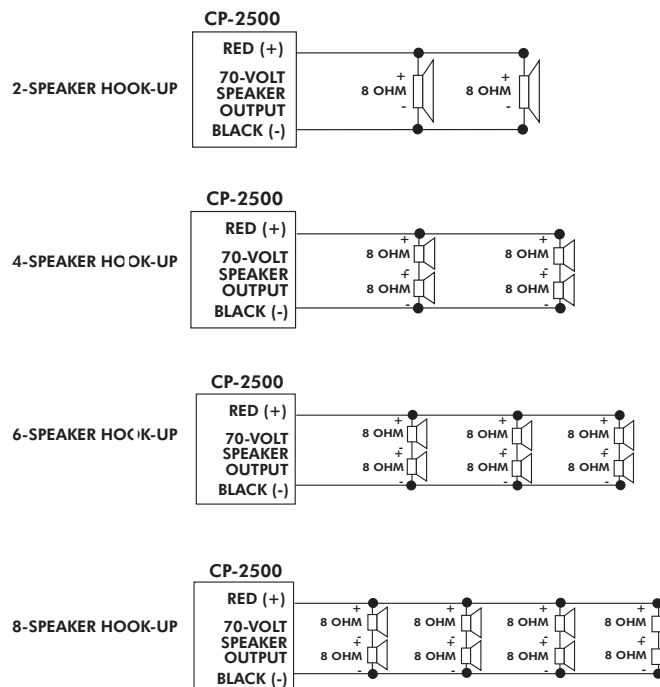 CP-2500
RED (+)
2-SPEAKER HOOK-UP
70-VOLT
SPEAKER
OUTPUT
BLACK (-)
+
8 OHM
-
+
8 OHM
-
CP-2500
RED (+)
4-SPEAKER HOOK-UP
70-VOLT
SPEAKER
OUTPUT
BLACK (-)
+
8 OHM
-
+
8 OHM
-
+
8 OHM
-
+
8 OHM
-
CP-2500
RED (+)
6-SPEAKER HOOK-UP
70-VOLT
SPEAKER
OUTPUT
BLACK (-)
+
8 OHM
-
+
8 OHM
-
+
8 OHM
-
+
8 OHM
-
+
8 OHM
-
+
8 OHM
-
CP-2500
RED (+)
8-SPEAKER HOOK-UP
70-VOLT
SPEAKER
OUTPUT
BLACK (-)
+
8 OHM
-
+
8 OHM
-
+
8 OHM
-
+
8 OHM
-
+
8 OHM
-
+
8 OHM
-
+
8 OHM
-
+
8 OHM
-